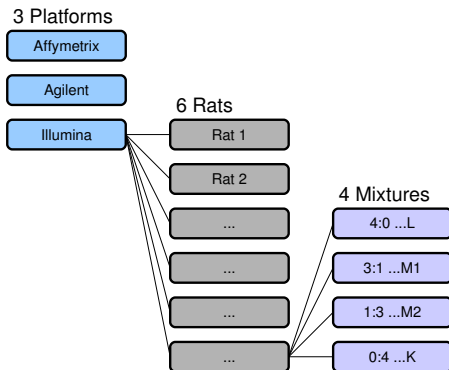 3 Platforms
Affymetrix
Agilent
Illumina
6 Rats
Rat 1
Rat 2
...
...
...
...
4 Mixtures
4:0 ...L
3:1 ...M1
1:3 ...M2
0:4 ...K